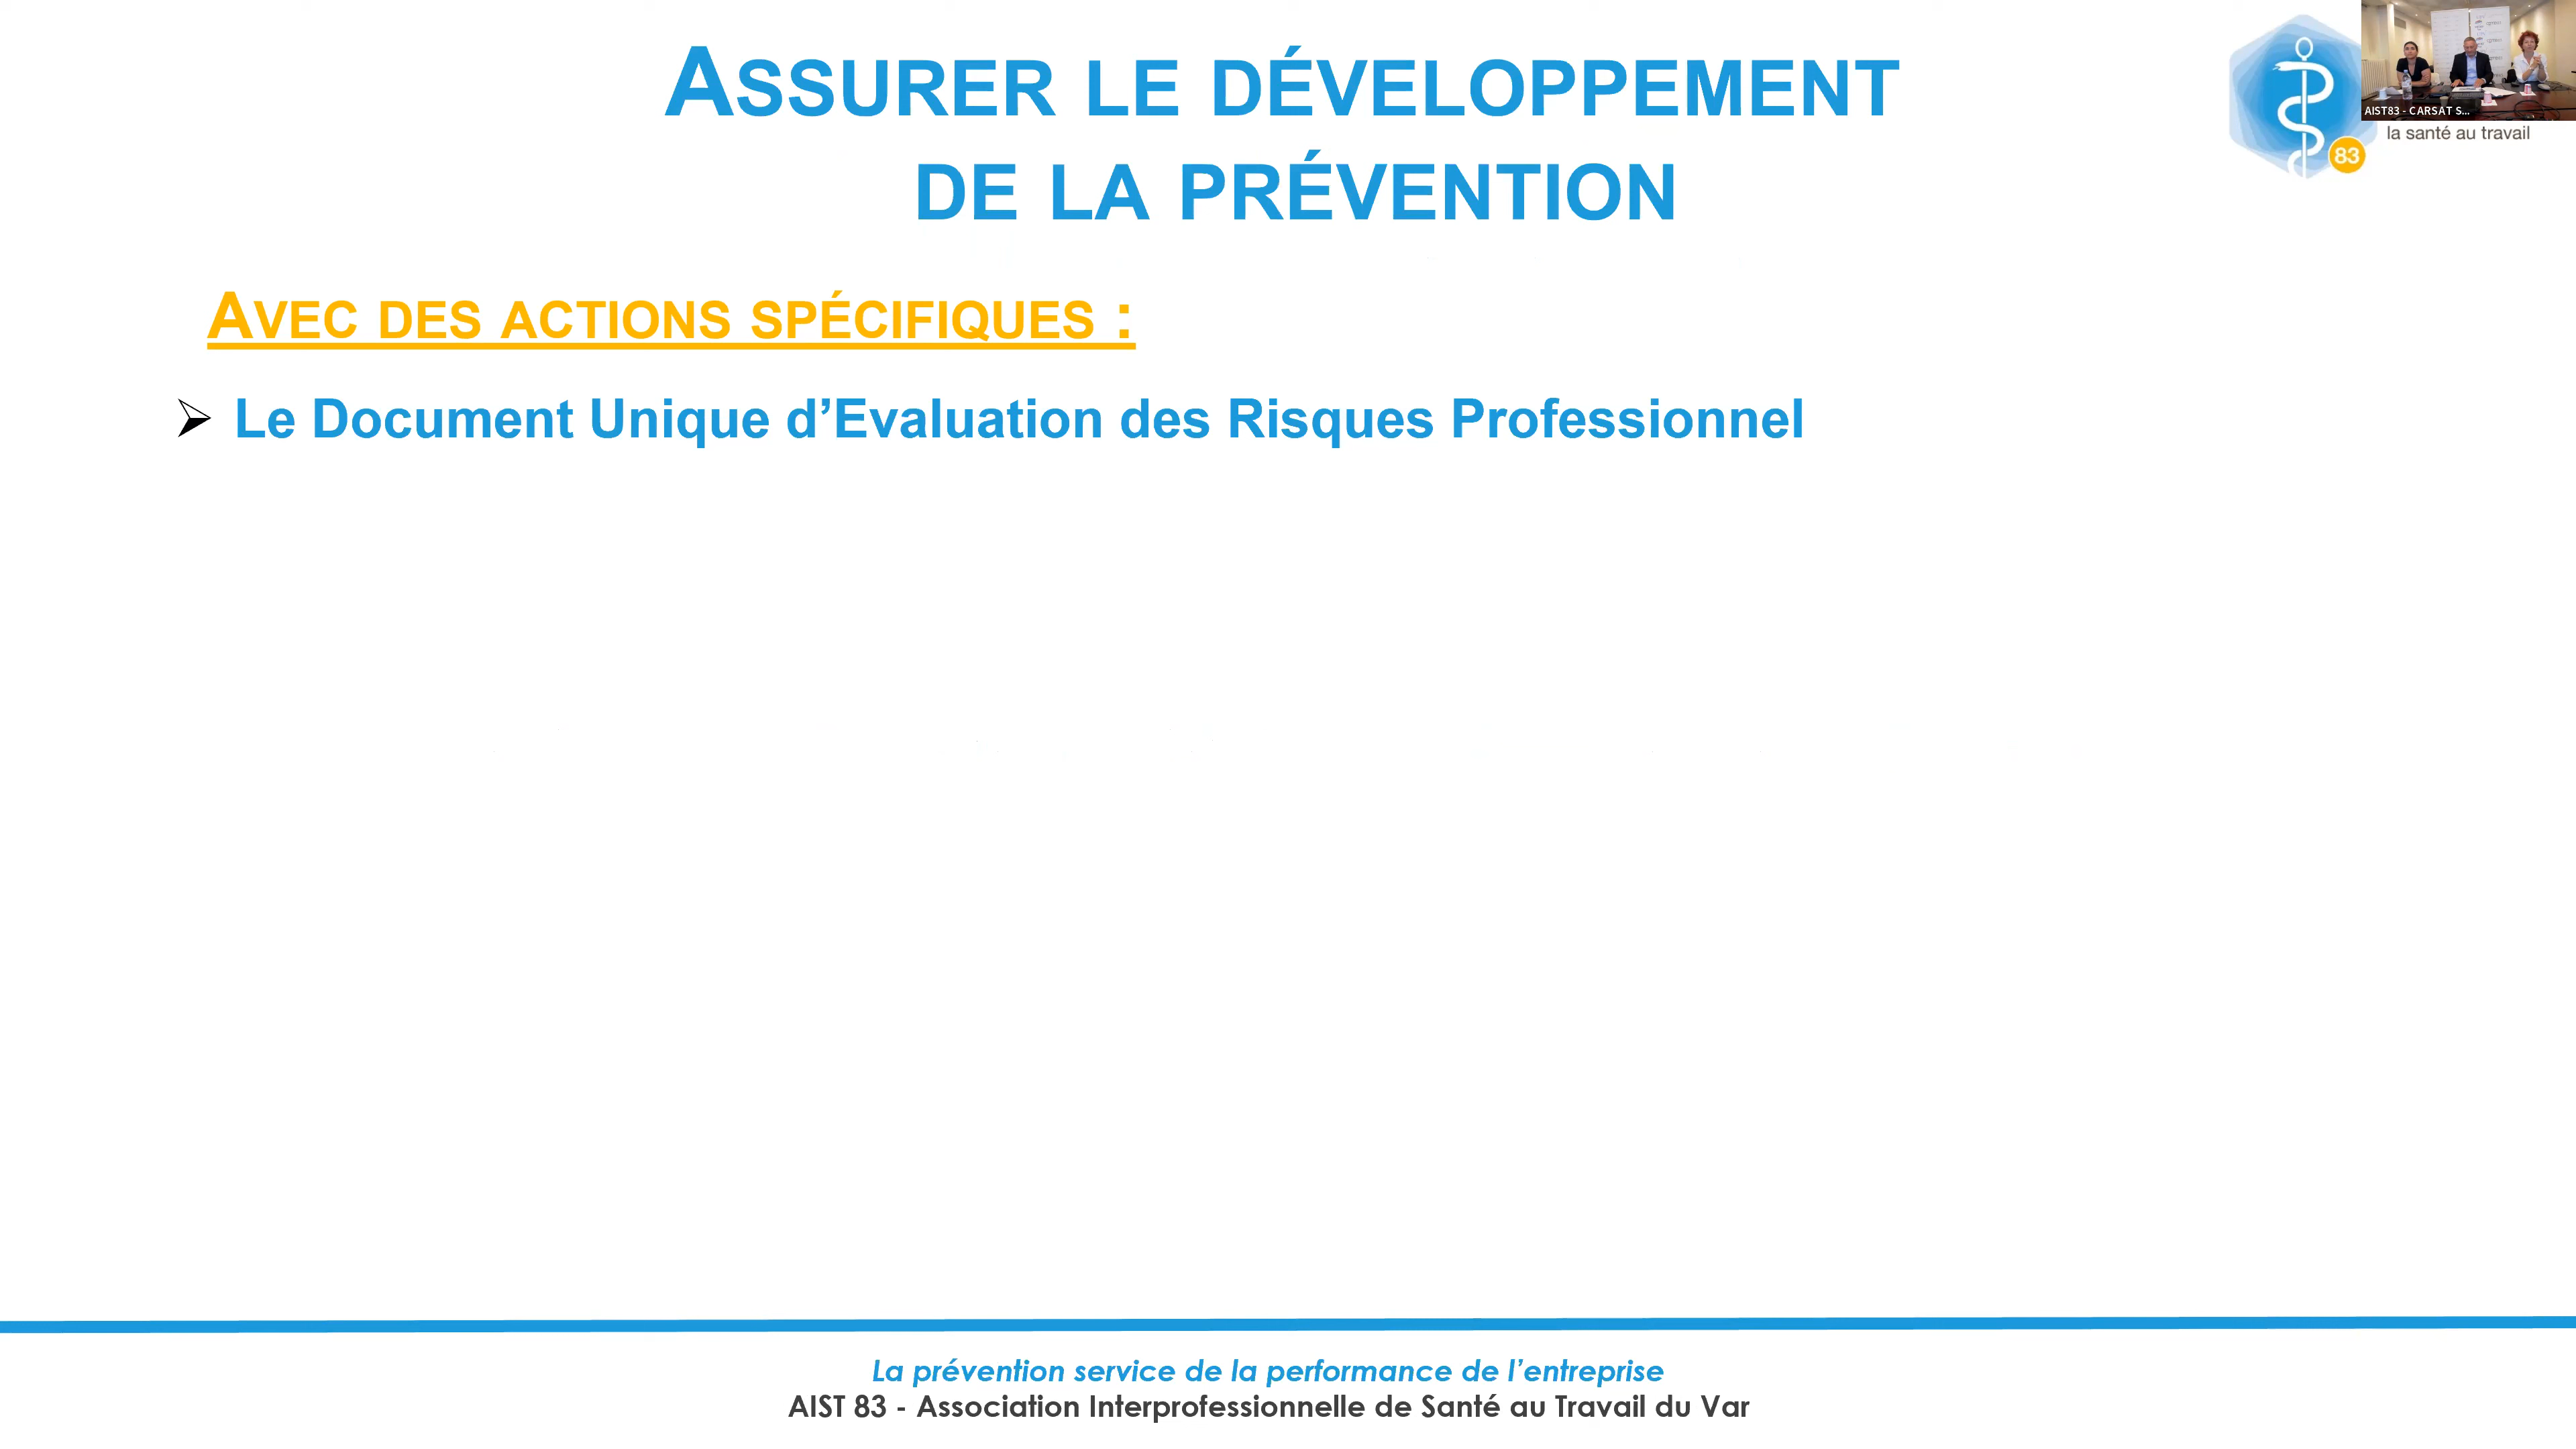 ASSURER LE DÉVELOPPEMENT
DE LA PRÉVENTION
AIST83 - CARSAT S...
la santé au travail
83
AVEC DES ACTIONS SPÉCIFIQUES :
Le Document Unique d’Evaluation des Risques Professionnel
La prévention service de la performance de l’entreprise
AIST 83 - Association Interprofessionnelle de Santé au Travail du Var